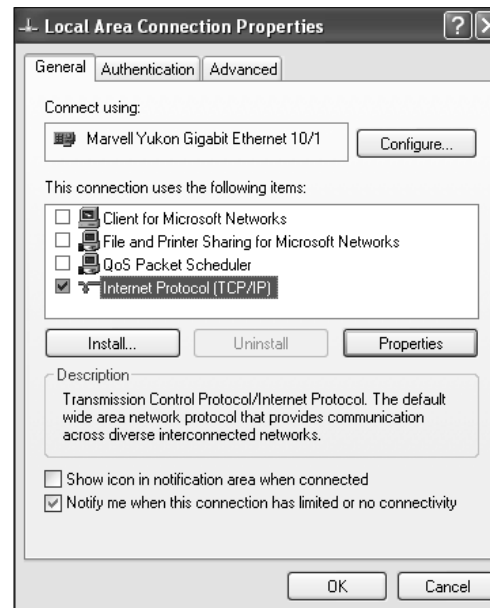 Local Area Connection Properties
General Authentication Advanced
Connect using:
Marvell Yukon Gigabit Ethernet 10/1
Configure...
This connection uses the following items:
Client for Microsoft Networks
File and Printer Sharing for Microsoft Networks
QoS Packet Scheduler
Internet Protocol (TCP/IP)
Install... Uninstall Properties
Description
Transmission Control Protocol/Internet Protocol. The default
wide area network protocol that provides communication
across diverse interconnected networks.
Show icon in notification area when connected
Notify me when this connection has limited or no connectivity
OK Cancel